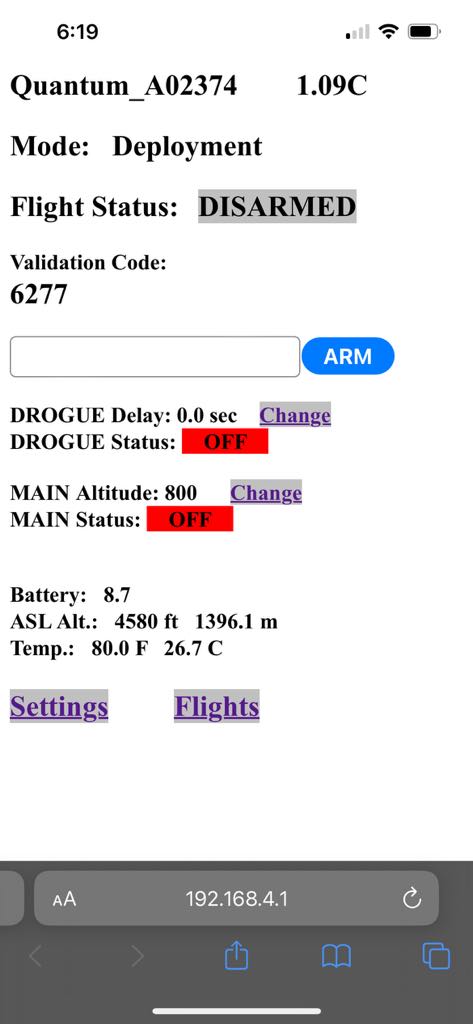 6:19
Quantum_A02374 1.09C
Mode: Deployment
Flight Status: DISARMED
Validation Code:
6277
ARM
DROGUE Delay: 0.0 sec Change
DROGUE Status: OFF
MAIN Altitude: 800 Change
MAIN Status: OFF
Battery: 8.7
ASL Alt.: 4580 ft 1396.1 m
Temp.: 80.0 F 26.7 C
Settings Flights
AA 192.168.4.1